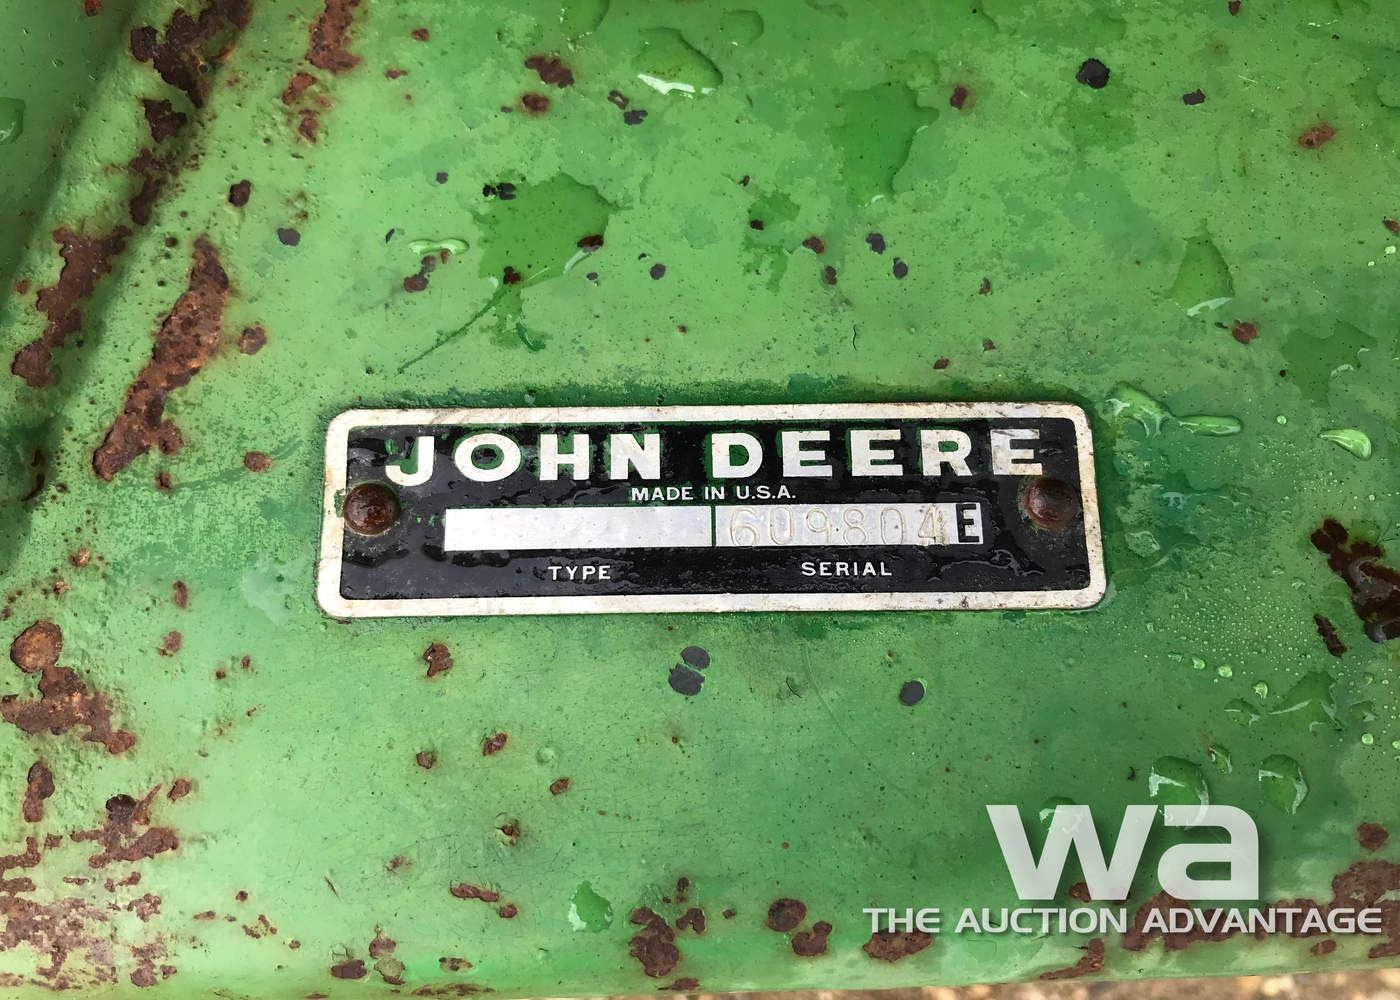 JOHN DEERE
MADE IN U.S.A.
609804E
TYPE SERIAL
wa
THE AUCTION ADVANTAGE